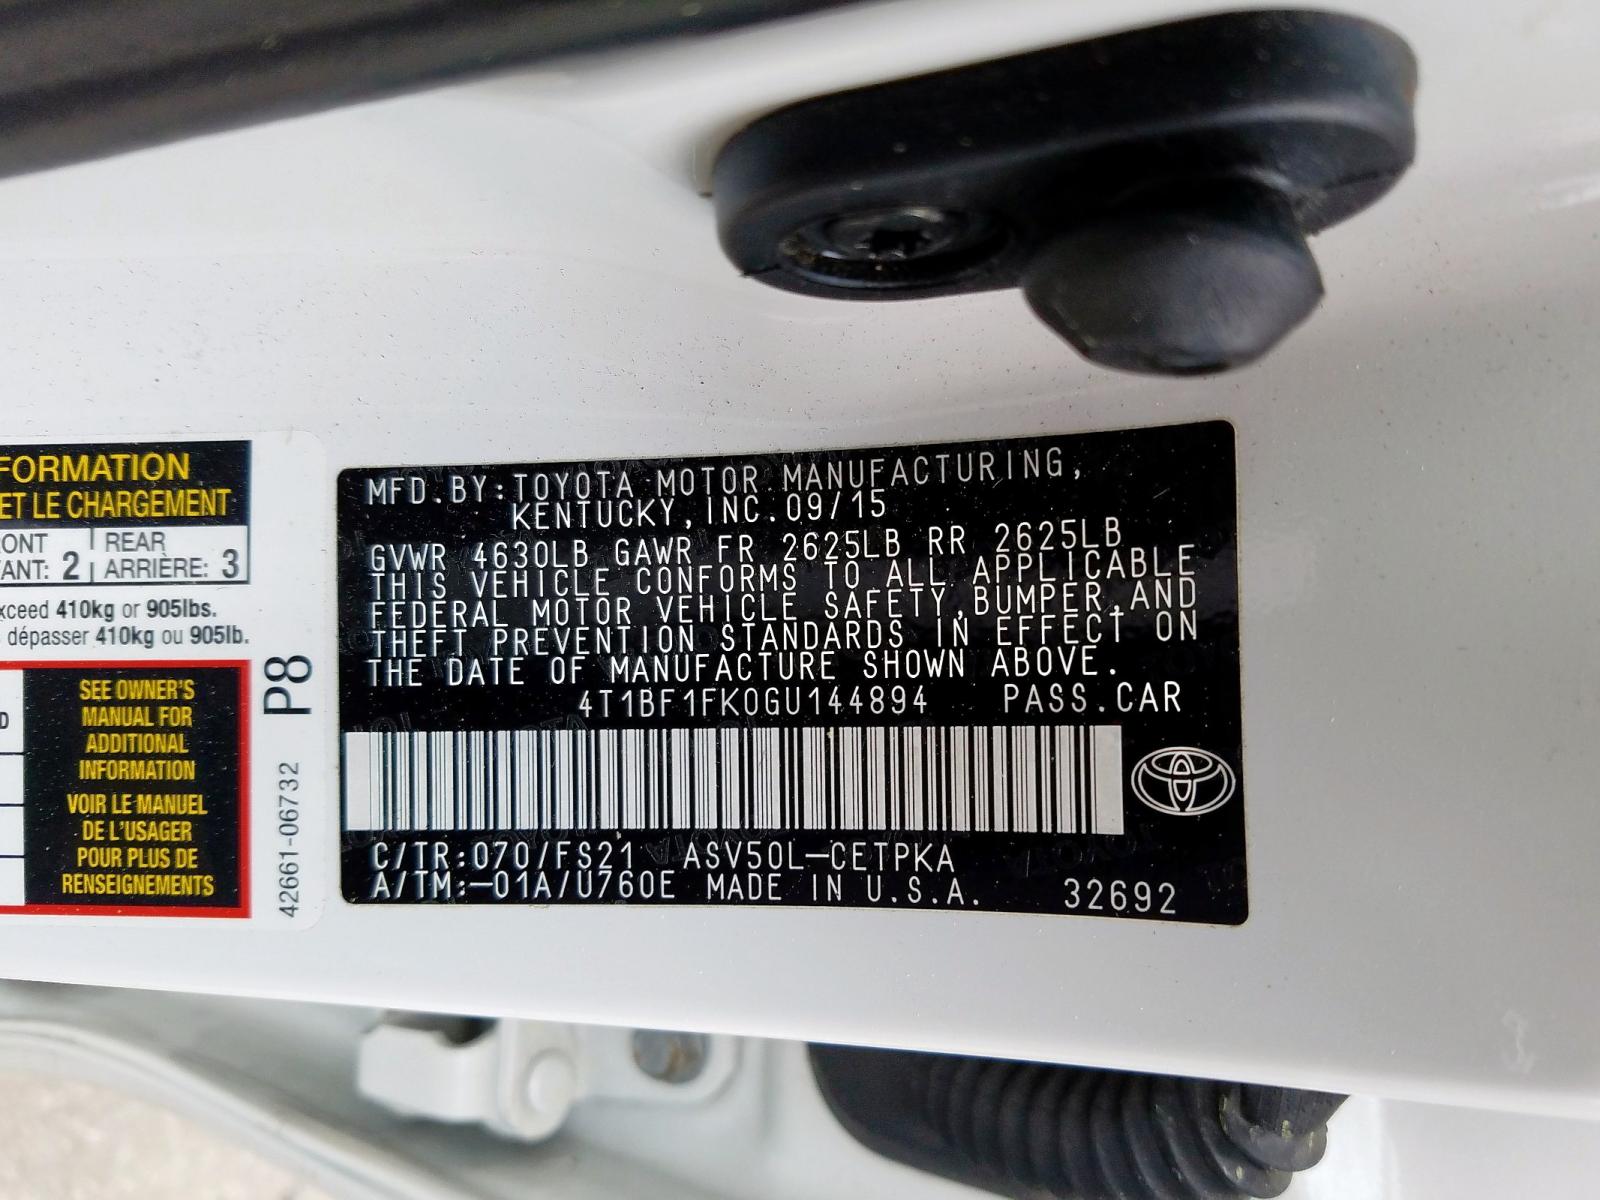 FORMATION
ET LE CHARGEMENT
ONT
ANT: 2
REAR
ARRIÈRE: 3
xceed 410kg or 905lbs.
dépasser 410kg ou 905lb.
D
SEE OWNER'S
MANUAL FOR
ADDITIONAL
INFORMATION
VOIR LE MANUEL
DE L'USAGER
POUR PLUS DE
RENSEIGNEMENTS
P8
42661-06732
MFD.BY:TOYOTA MOTOR MANUFACTURING,
KENTUCKY,INC.09/15
GVWR 4630LB GAWR FR 2625LB RR 2625LB
THIS VEHICLE CONFORMS TO ALL APPLICABLE
FEDERAL MOTOR VEHICLE SAFETY,BUMPER,AND
THEFT PREVENTION STANDARDS IN EFFECT ON
THE DATE OF MANUFACTURE SHOWN ABOVE.
4T1BF1FK0GU144894 PASS.CAR
C/TR:070/FS21 ASV50L-CETPKA
A/TM:-01A/U760E MADE IN U.S.A. 32692